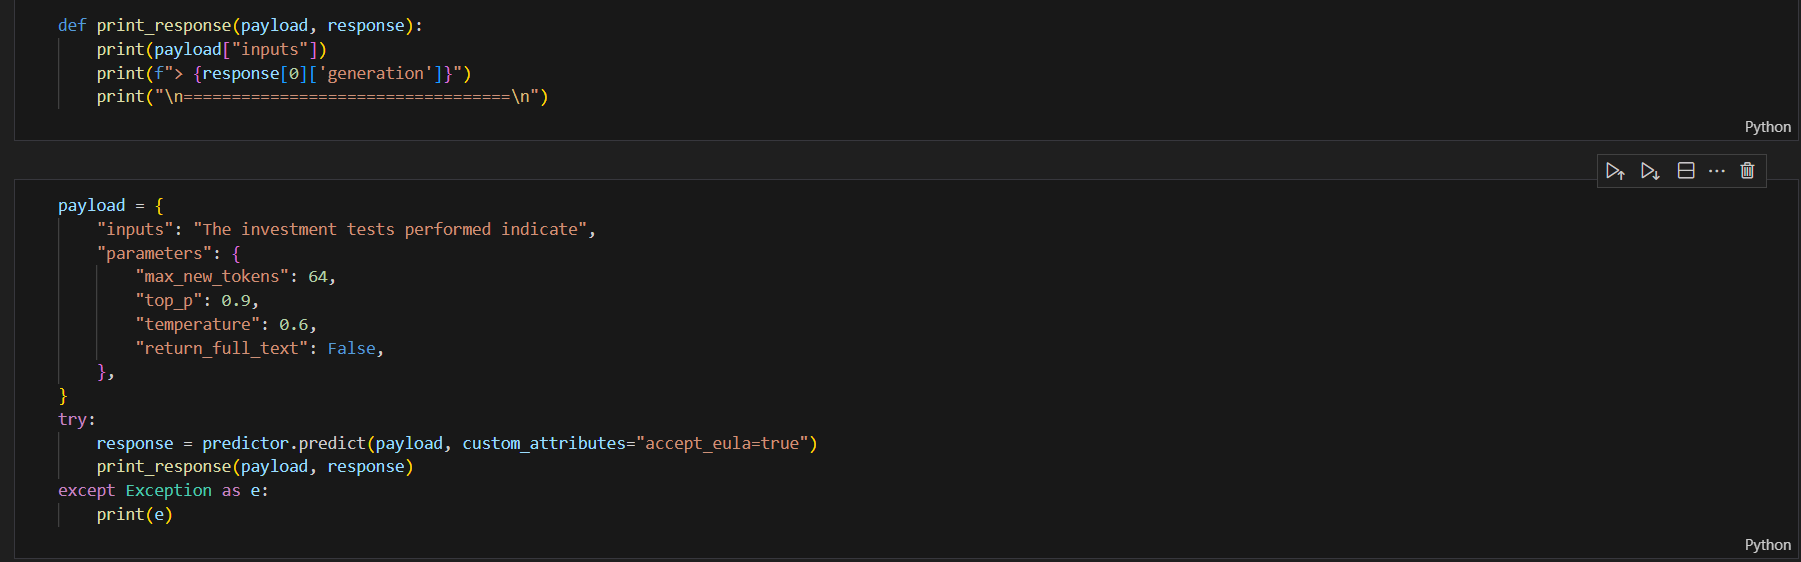 def print_response(payload, response):
    print(payload["inputs"])
    print(f"> {response[0]['generation']}")
    print("\n==================================\n")
Python
payload = {
    "inputs": "The investment tests performed indicate",
    "parameters": {
        "max_new_tokens": 64,
        "top_p": 0.9,
        "temperature": 0.6,
        "return_full_text": False,
    },
}
try:
    response = predictor.predict(payload, custom_attributes="accept_eula=true")
    print_response(payload, response)
except Exception as e:
    print(e)
Python